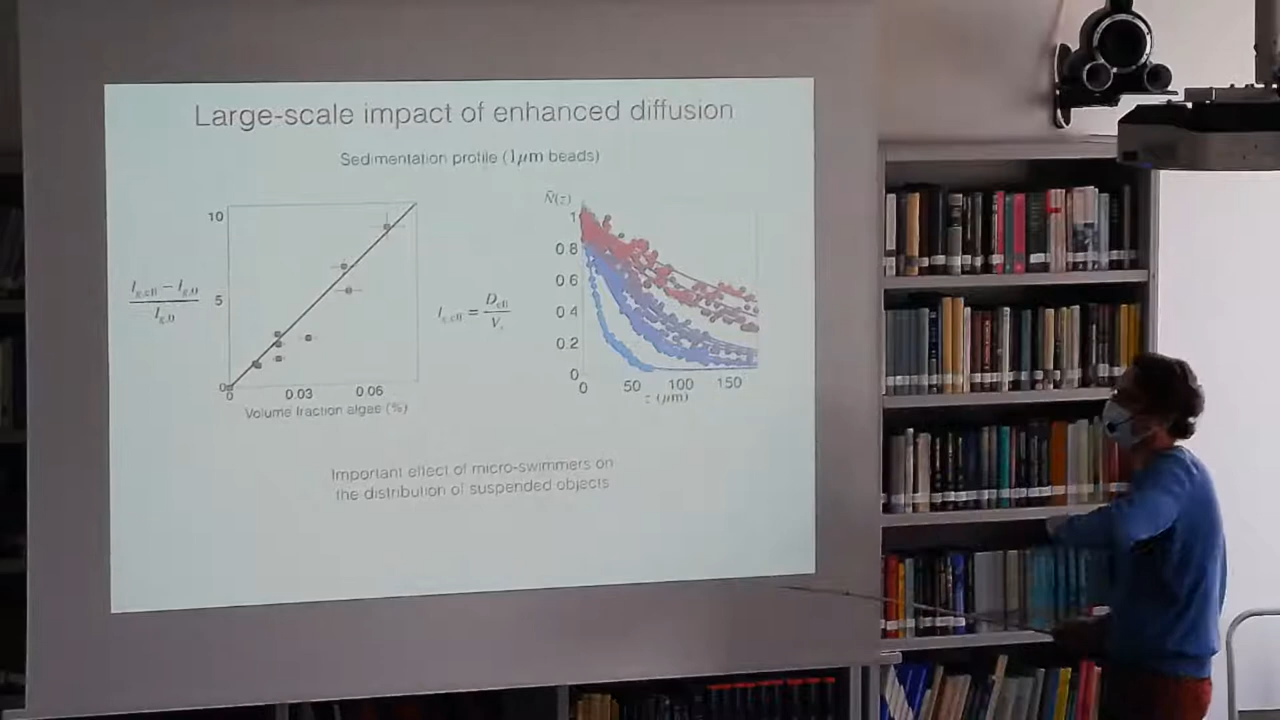 Large-scale impact of enhanced diffusion
Sedimentation profile (1μm beads)
10
5
0
0
0.03
0.06
Volume fraction algae (%)
Ñ(z)
1
0.8
0.6
0.4
0.2
0
0
50
100
150
z (μm)
Important effect of micro-swimmers on
the distribution of suspended objects